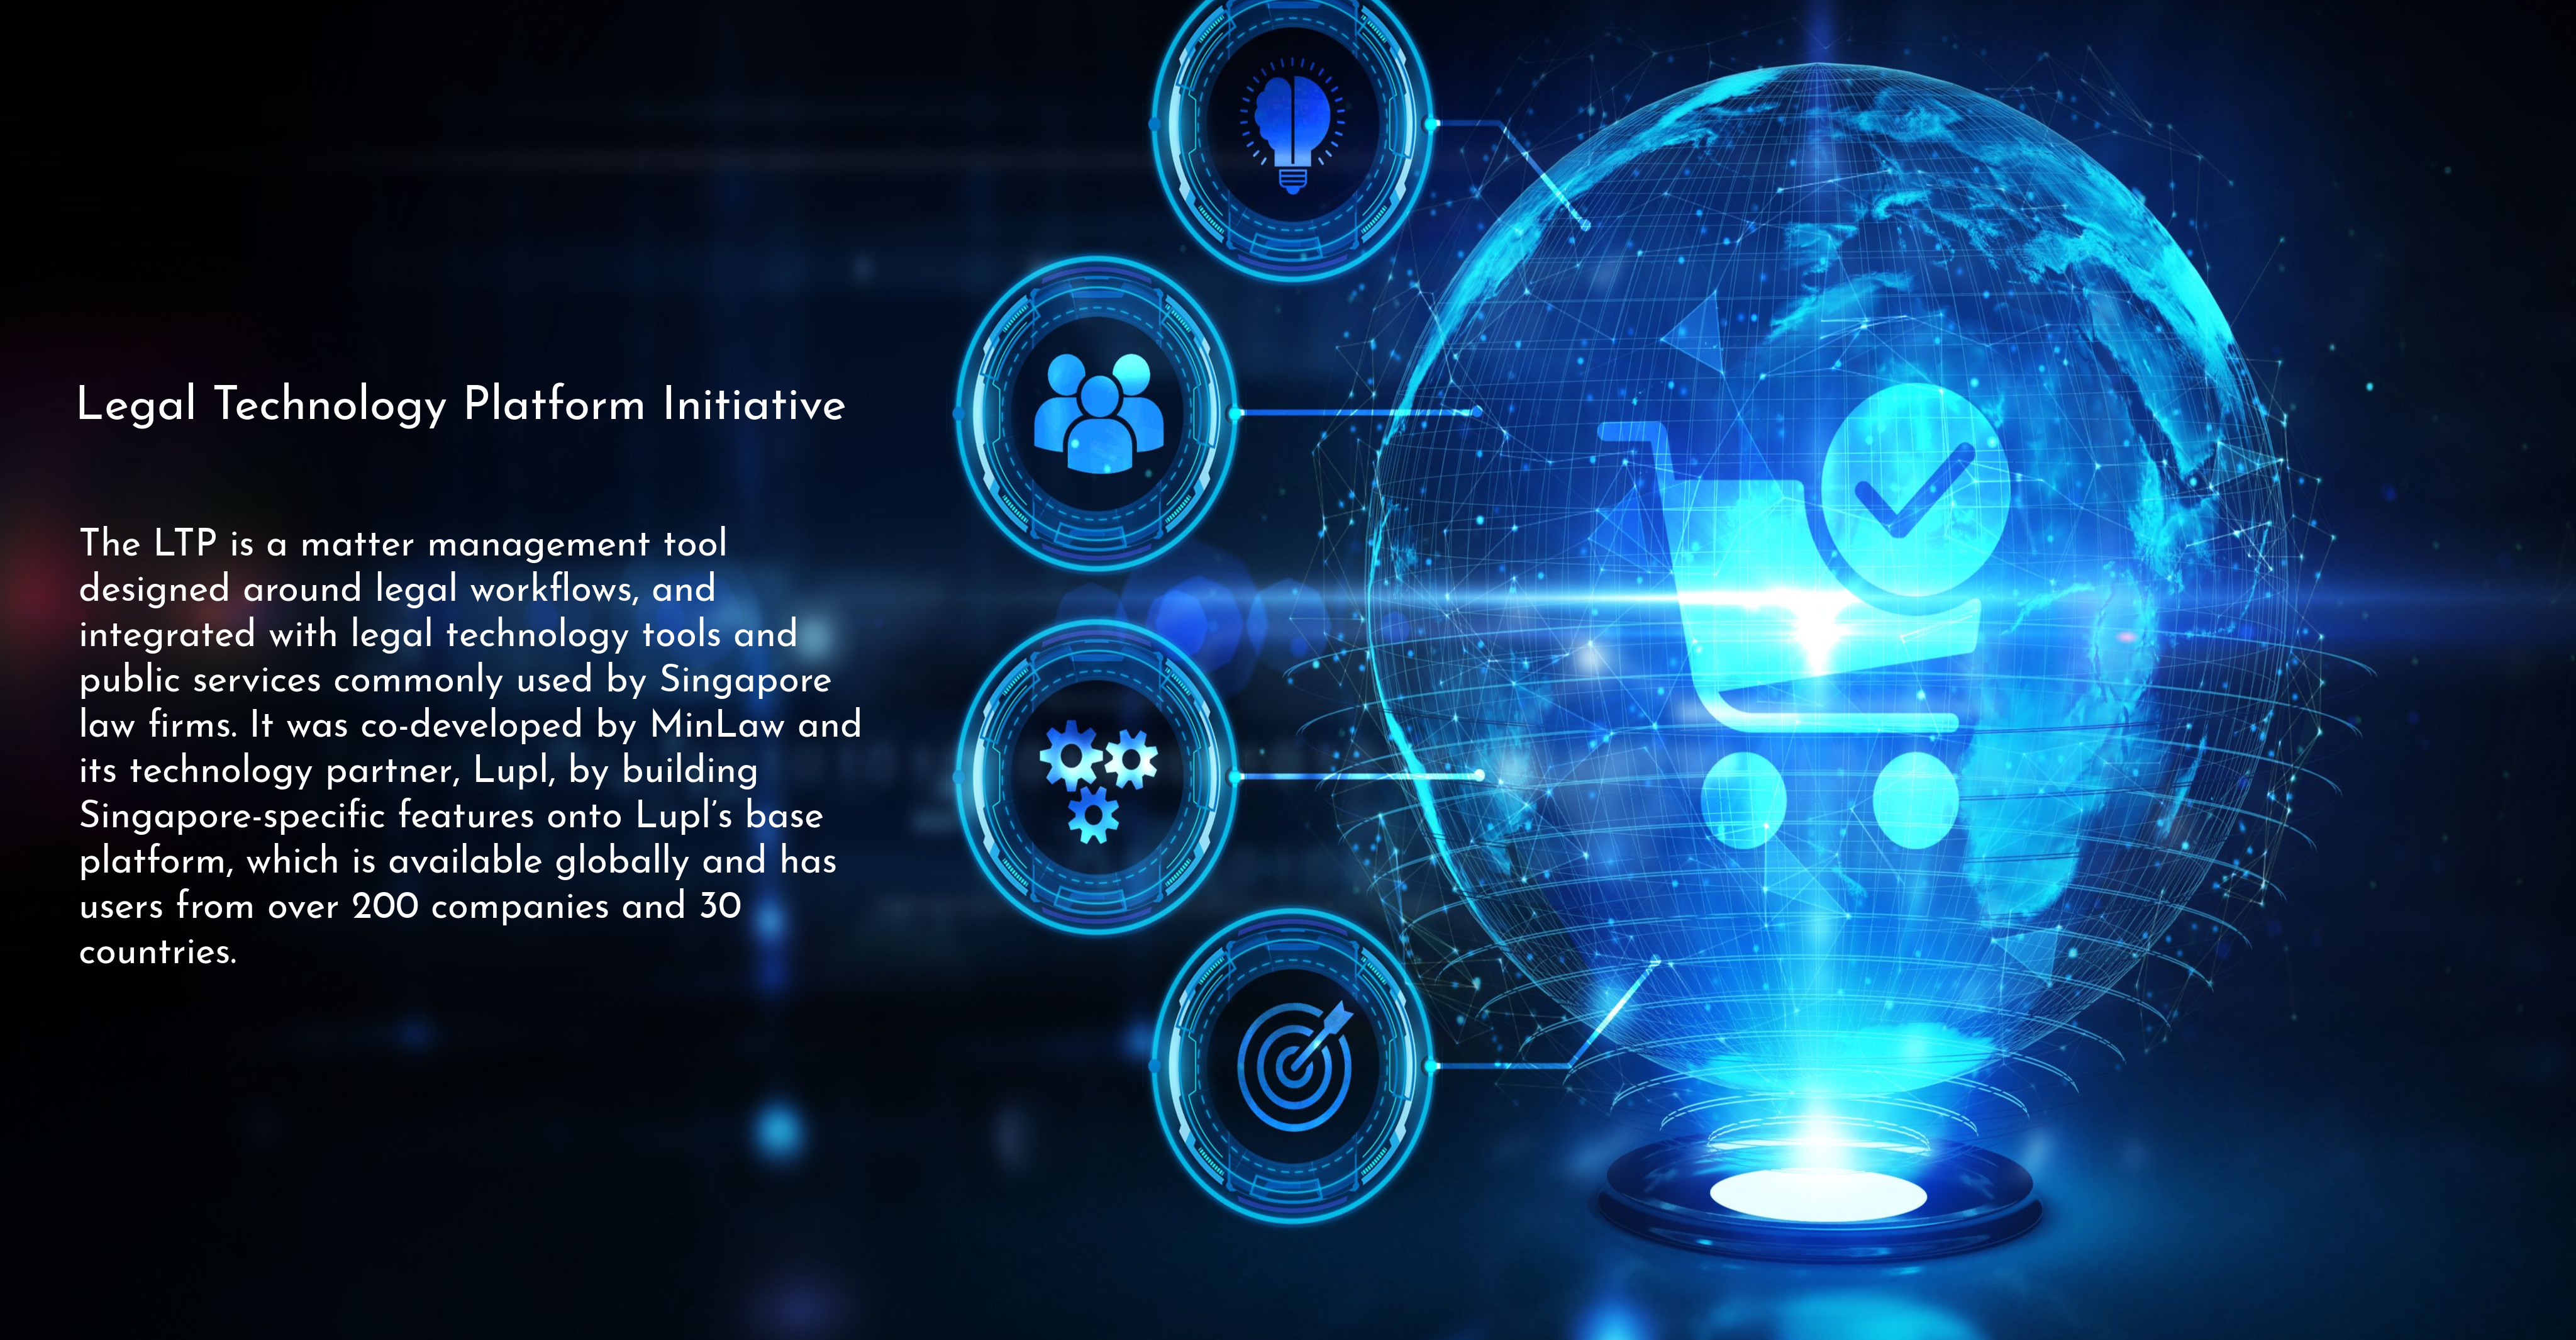 Legal Technology Platform Initiative
The LTP is a matter management tool
designed around legal workflows, and
integrated with legal technology tools and
public services commonly used by Singapore
law firms. It was co-developed by MinLaw and
its technology partner, Lupl, by building
Singapore-specific features onto Lupl's base
platform, which is available globally and has
users from over 200 companies and 30
countries.